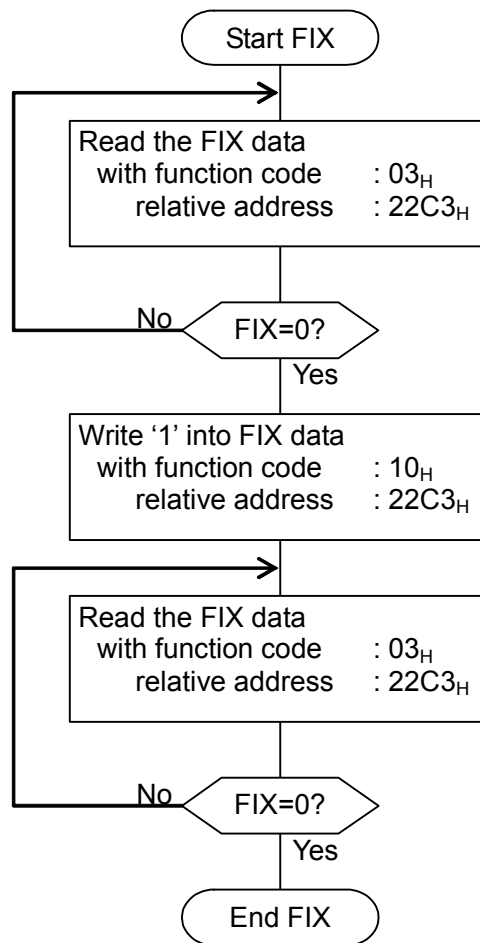 Start FIX
Read the FIX data
with function code : 03H
relative address : 22C3H
No
FIX=0?
Yes
Write ‘1’ into FIX data
with function code : 10H
relative address : 22C3H
Read the FIX data
with function code : 03H
relative address : 22C3H
No
FIX=0?
Yes
End FIX